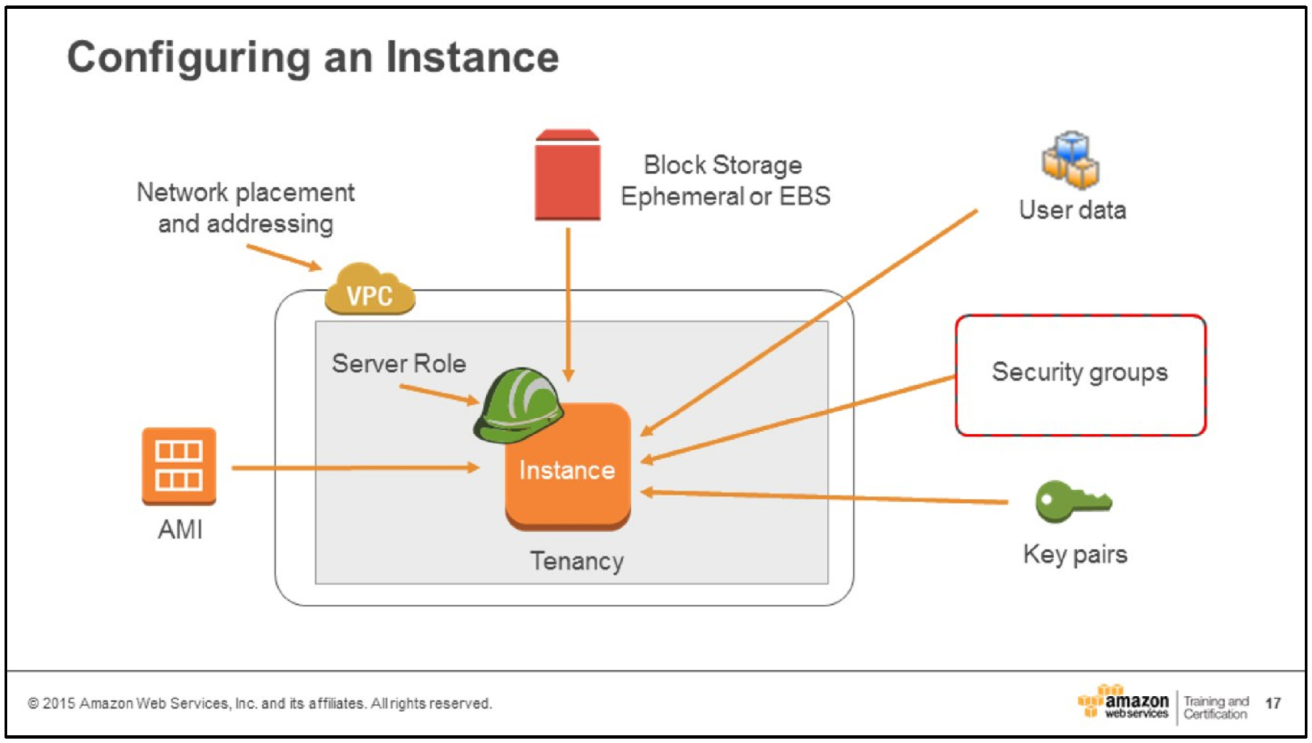 Configuring an Instance
Network placement
and addressing
Block Storage
Ephemeral or EBS
User data
VPC
Server Role
Security groups
Instance
AMI
Tenancy
Key pairs
© 2015 Amazon Web Services, Inc. and its affiliates. All rights reserved.
amazon
webservices
Training and
Certification
17